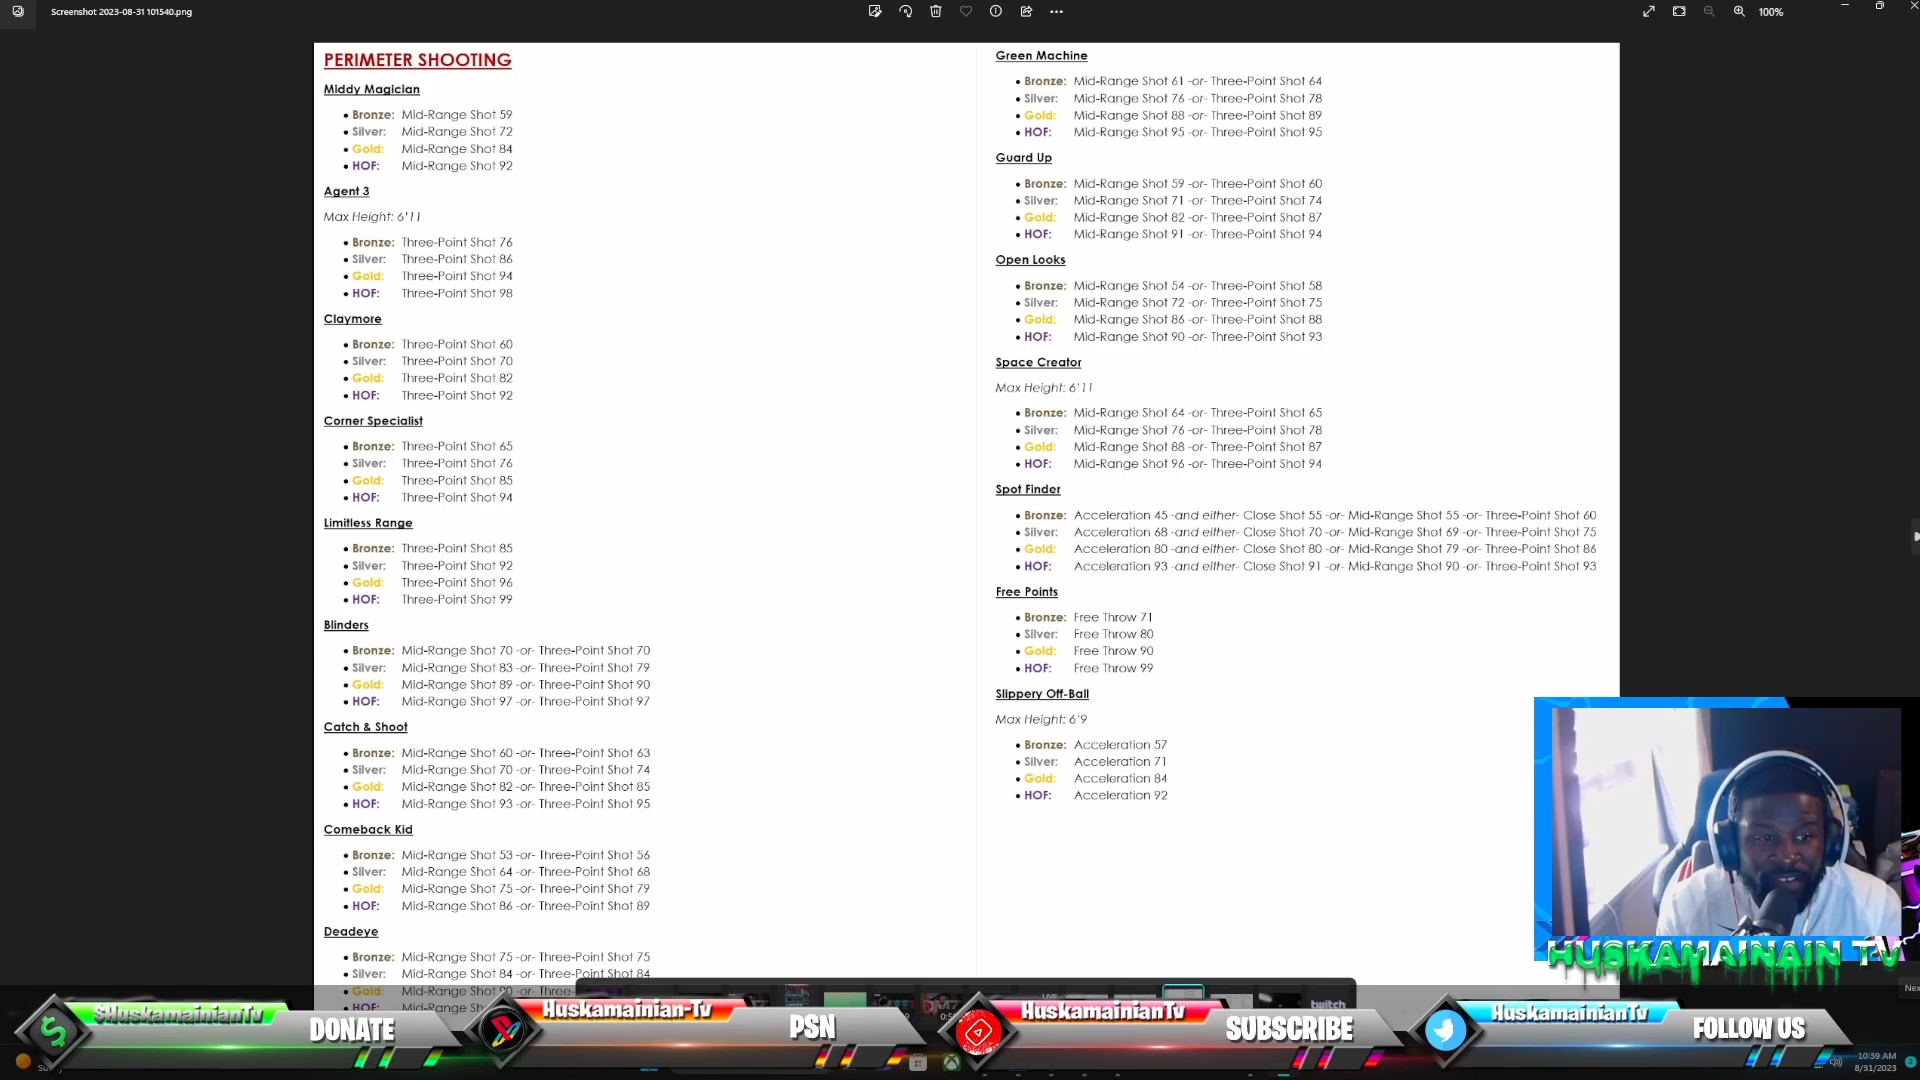 Screenshot 2023-08-31 101540.png
100%
PERIMETER SHOOTING
Middy Magician
• Bronze: Mid-Range Shot 59
• Silver: Mid-Range Shot 72
• Gold: Mid-Range Shot 84
• HOF: Mid-Range Shot 92
Agent 3
Max Height: 6'11
• Bronze: Three-Point Shot 76
• Silver: Three-Point Shot 86
• Gold: Three-Point Shot 94
• HOF: Three-Point Shot 98
Claymore
• Bronze: Three-Point Shot 60
• Silver: Three-Point Shot 70
• Gold: Three-Point Shot 82
• HOF: Three-Point Shot 92
Corner Specialist
• Bronze: Three-Point Shot 65
• Silver: Three-Point Shot 76
• Gold: Three-Point Shot 85
• HOF: Three-Point Shot 94
Limitless Range
• Bronze: Three-Point Shot 85
• Silver: Three-Point Shot 92
• Gold: Three-Point Shot 96
• HOF: Three-Point Shot 99
Blinders
• Bronze: Mid-Range Shot 70 -or- Three-Point Shot 70
• Silver: Mid-Range Shot 83 -or- Three-Point Shot 79
• Gold: Mid-Range Shot 89 -or- Three-Point Shot 90
• HOF: Mid-Range Shot 97 -or- Three-Point Shot 97
Catch & Shoot
• Bronze: Mid-Range Shot 60 -or- Three-Point Shot 63
• Silver: Mid-Range Shot 70 -or- Three-Point Shot 74
• Gold: Mid-Range Shot 82 -or- Three-Point Shot 85
• HOF: Mid-Range Shot 93 -or- Three-Point Shot 95
Comeback Kid
• Bronze: Mid-Range Shot 53 -or- Three-Point Shot 56
• Silver: Mid-Range Shot 64 -or- Three-Point Shot 68
• Gold: Mid-Range Shot 75 -or- Three-Point Shot 79
• HOF: Mid-Range Shot 86 -or- Three-Point Shot 89
Deadeye
• Bronze: Mid-Range Shot 75 -or- Three-Point Shot 75
• Silver: Mid-Range Shot 84 -or- Three-Point Shot 84
• Gold: Mid-Range Shot
• HOF: Mid-Range
Green Machine
• Bronze: Mid-Range Shot 61 -or- Three-Point Shot 64
• Silver: Mid-Range Shot 76 -or- Three-Point Shot 78
• Gold: Mid-Range Shot 88 -or- Three-Point Shot 89
• HOF: Mid-Range Shot 95 -or- Three-Point Shot 95
Guard Up
• Bronze: Mid-Range Shot 59 -or- Three-Point Shot 60
• Silver: Mid-Range Shot 71 -or- Three-Point Shot 74
• Gold: Mid-Range Shot 82 -or- Three-Point Shot 87
• HOF: Mid-Range Shot 91 -or- Three-Point Shot 94
Open Looks
• Bronze: Mid-Range Shot 54 -or- Three-Point Shot 58
• Silver: Mid-Range Shot 72 -or- Three-Point Shot 75
• Gold: Mid-Range Shot 86 -or- Three-Point Shot 88
• HOF: Mid-Range Shot 90 -or- Three-Point Shot 93
Space Creator
Max Height: 6'11
• Bronze: Mid-Range Shot 64 -or- Three-Point Shot 65
• Silver: Mid-Range Shot 76 -or- Three-Point Shot 78
• Gold: Mid-Range Shot 88 -or- Three-Point Shot 87
• HOF: Mid-Range Shot 96 -or- Three-Point Shot 94
Spot Finder
• Bronze: Acceleration 45 -and either- Close Shot 55 -or- Mid-Range Shot 55 -or- Three-Point Shot 60
• Silver: Acceleration 68 -and either- Close Shot 70 -or- Mid-Range Shot 69 -or- Three-Point Shot 75
• Gold: Acceleration 80 -and either- Close Shot 80 -or- Mid-Range Shot 79 -or- Three-Point Shot 86
• HOF: Acceleration 93 -and either- Close Shot 91 -or- Mid-Range Shot 90 -or- Three-Point Shot 93
Free Points
• Bronze: Free Throw 71
• Silver: Free Throw 80
• Gold: Free Throw 90
• HOF: Free Throw 99
Slippery Off-Ball
Max Height: 6'9
• Bronze: Acceleration 57
• Silver: Acceleration 71
• Gold: Acceleration 84
• HOF: Acceleration 92
HUSKAMAINAIN TV
twitch
$HuskamainianTv
DONATE
Huskamainian-Tv
PSN
HuskamainianTv
SUBSCRIBE
HuskamainianTv
FOLLOW US
10:39 AM
8/31/2023